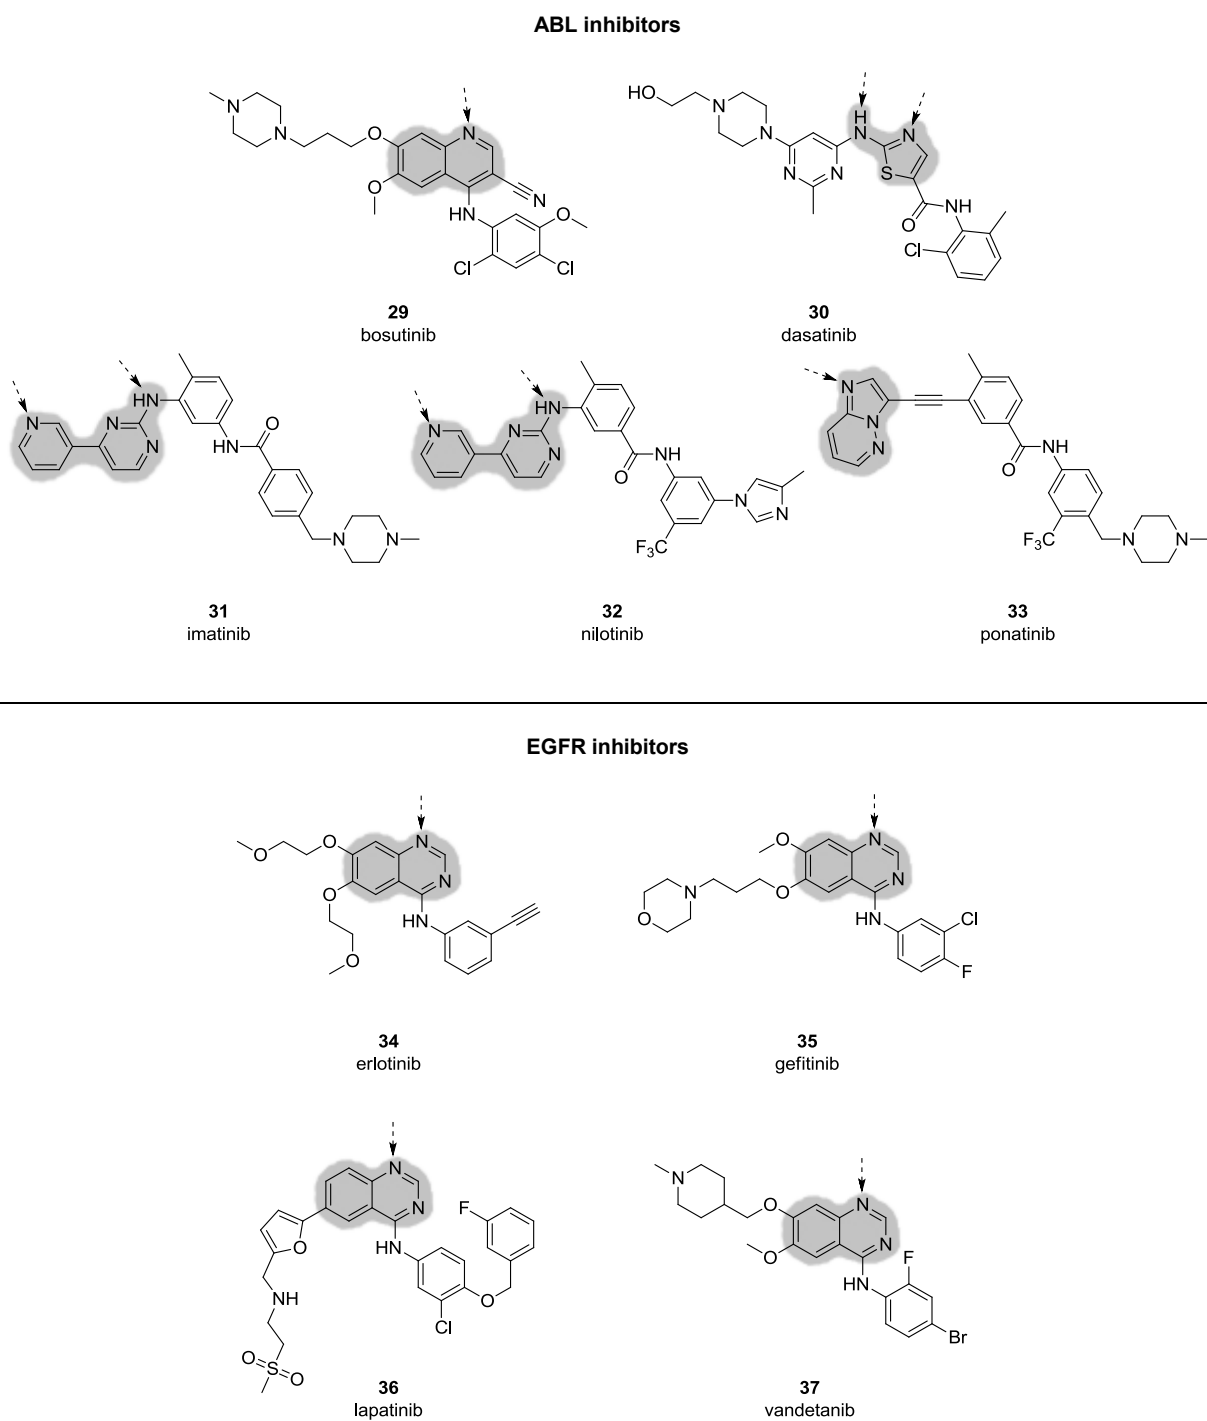 ABL inhibitors
N
N
O
O
N
N
HN
O
Cl
Cl
29
bosutinib
HO
N
N
N
N
H
N
N
S
O
NH
Cl
30
dasatinib
N
N
N
HN
NH
O
N
N
31
imatinib
N
N
N
HN
O
NH
F3C
N
N
32
nilotinib
N
N
N
O
NH
F3C
N
N
33
ponatinib
EGFR inhibitors
O
O
O
O
N
N
HN
34
erlotinib
O
O
N
O
N
N
HN
Cl
F
35
gefitinib
N
N
HN
O
NH
O
S
O
F
O
Cl
36
lapatinib
N
O
O
N
N
HN
F
Br
37
vandetanib